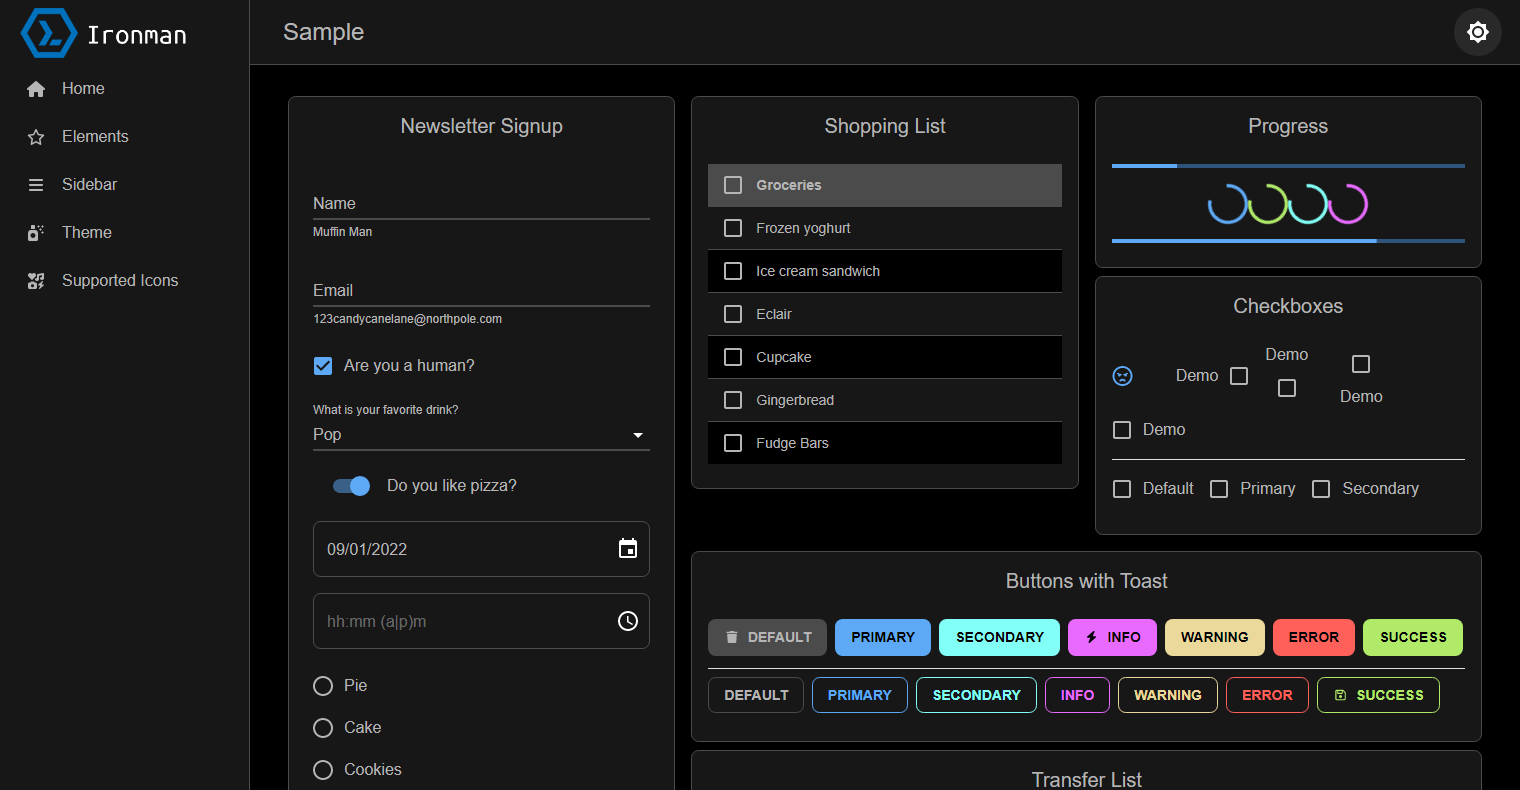 Ironman
Home
Elements
Sidebar
Theme
Supported Icons
Sample
Newsletter Signup
Name
Muffin Man
Email
123candycanelane@northpole.com
Are you a human?
What is your favorite drink?
Pop
Do you like pizza?
09/01/2022
hh:mm (a|p)m
Pie
Cake
Cookies
Shopping List
Groceries
Frozen yoghurt
Ice cream sandwich
Eclair
Cupcake
Gingerbread
Fudge Bars
Progress
Checkboxes
Demo
Demo
Demo
Demo
Default Primary Secondary
Buttons with Toast
DEFAULT PRIMARY SECONDARY INFO WARNING ERROR SUCCESS
DEFAULT PRIMARY SECONDARY INFO WARNING ERROR SUCCESS
Transfer List